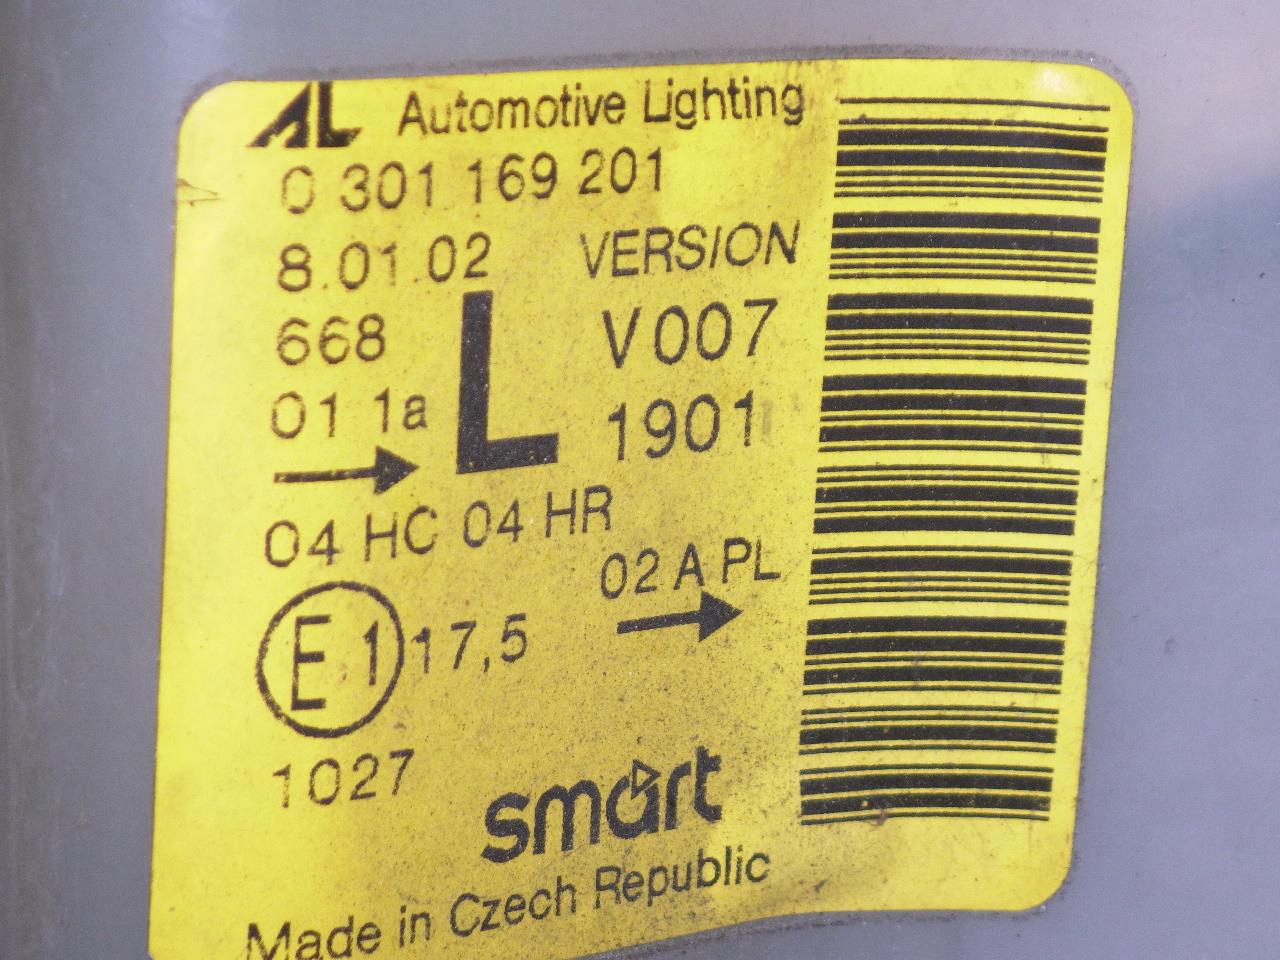 AL Automotive Lighting
0 301 169 201
8.01.02 VERSION
668 L V007
01 1a 1901
04 HC 04 HR
02 A PL
E 1 17,5
1027
smart
Made in Czech Republic